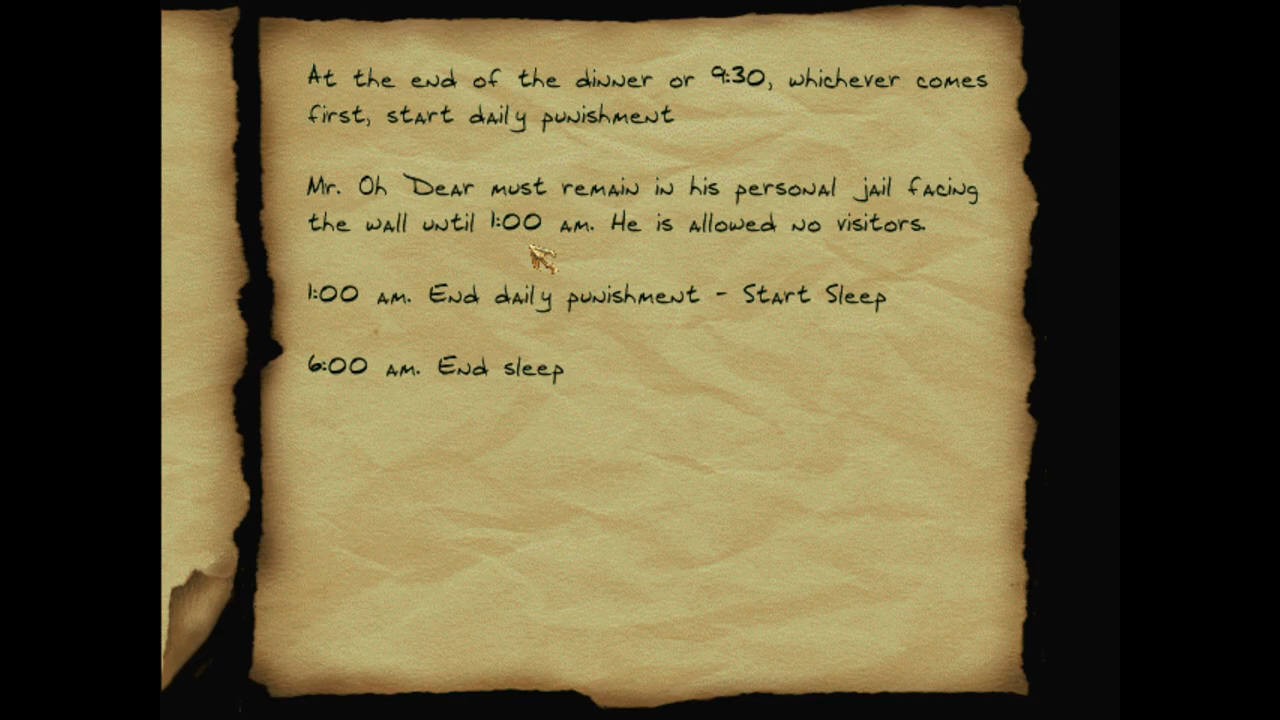 At the end of the dinner or 9:30, whichever comes
first, start daily punishment
Mr. Oh Dear must remain in his personal jail facing
the wall until 1:00 am. He is allowed no visitors.
1:00 am. End daily punishment - Start Sleep
6:00 am. End sleep